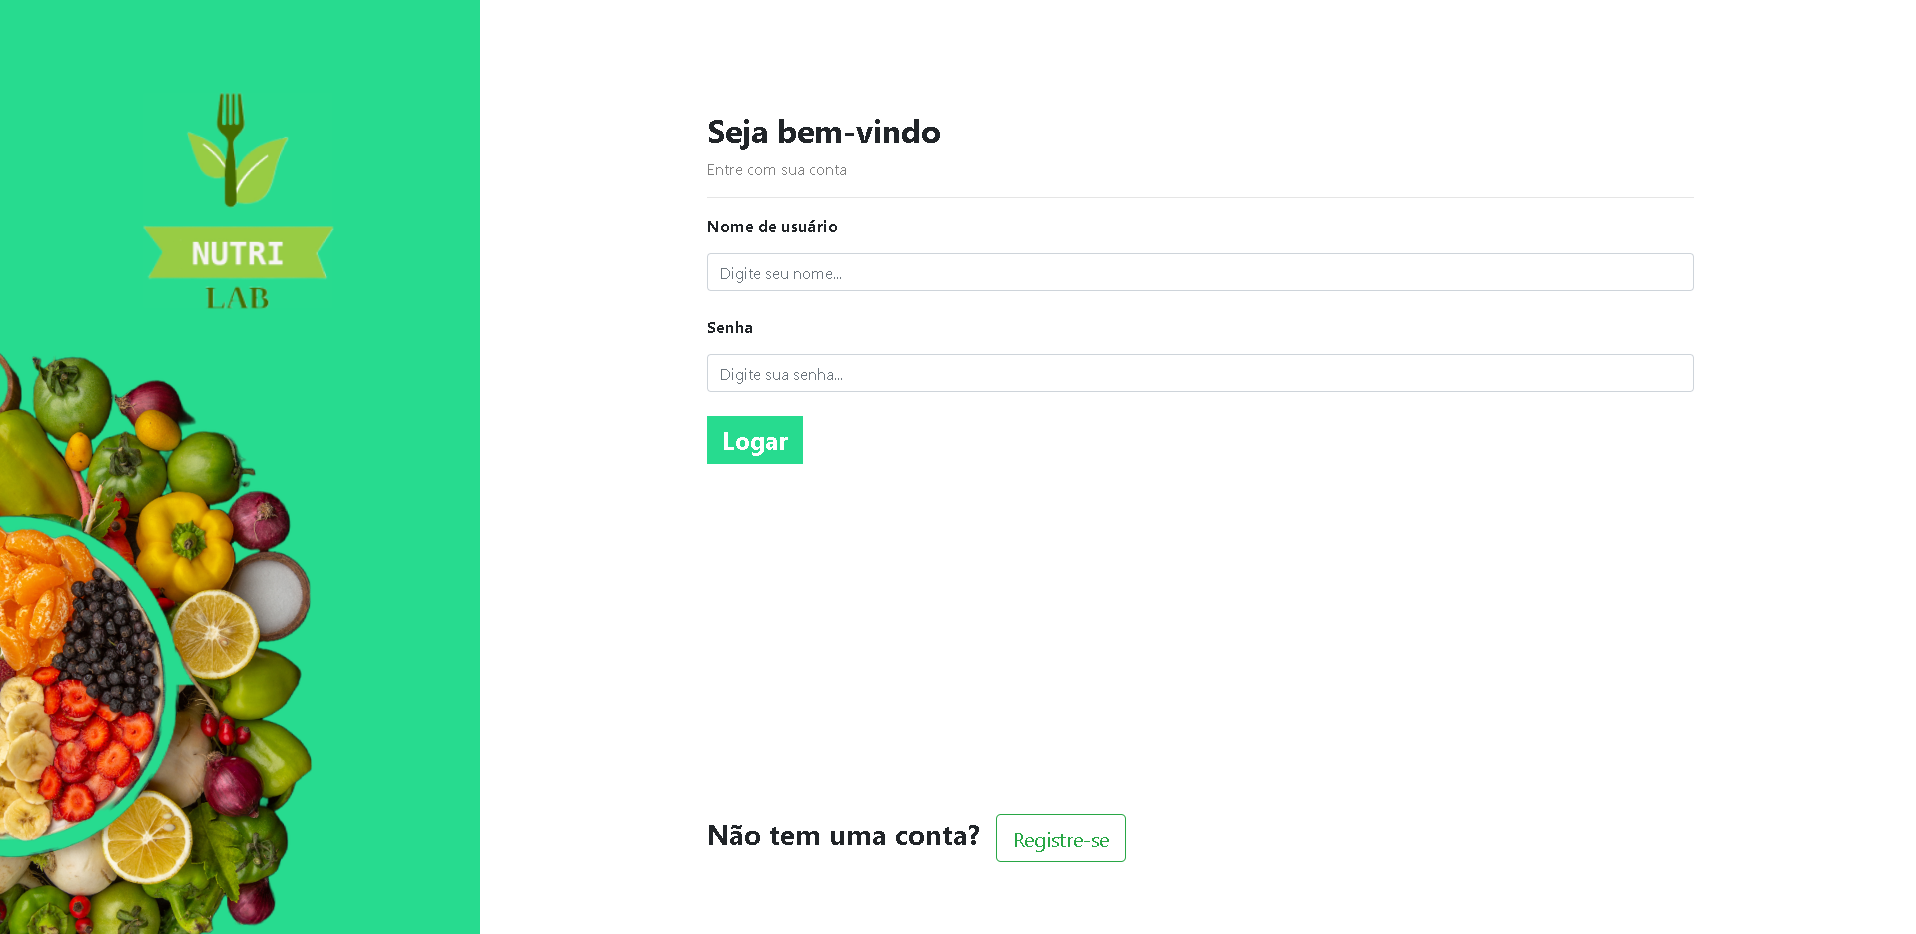 NUTRI
LAB
Seja bem-vindo
Entre com sua conta
Nome de usuário
Digite seu nome...
Senha
Digite sua senha...
Logar
Não tem uma conta?
Registre-se